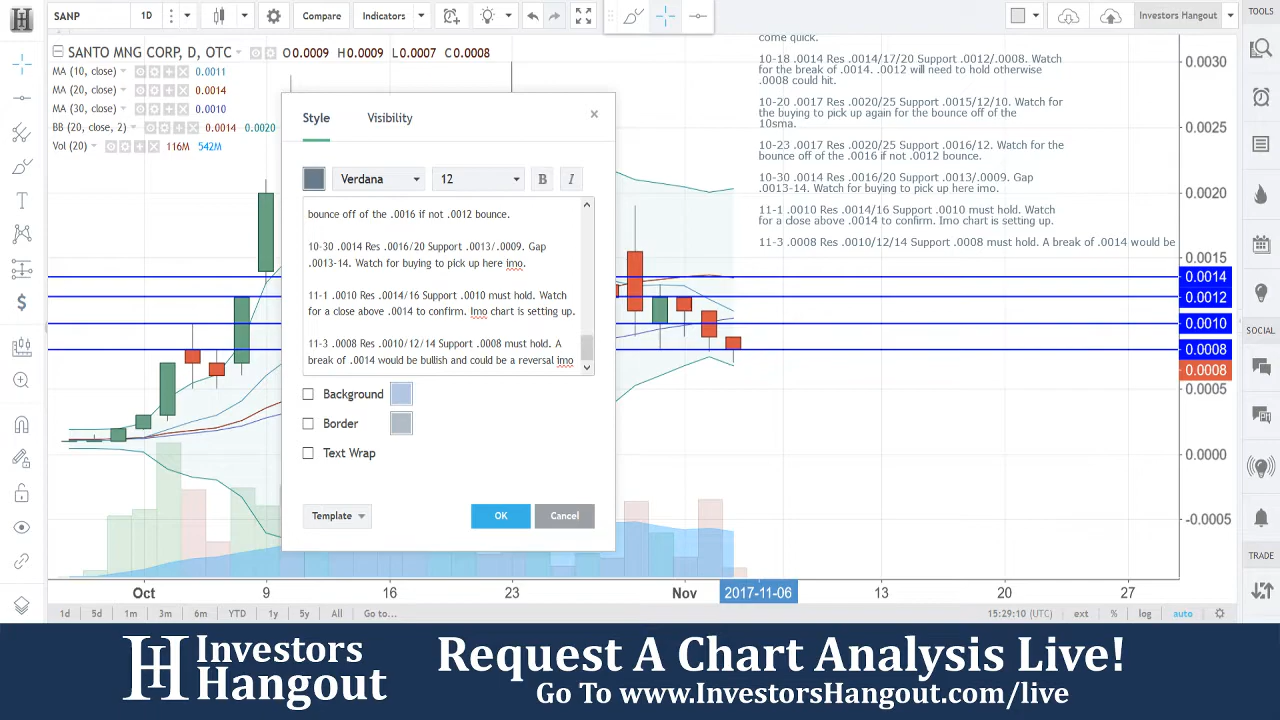 SANP
1D
Compare
Indicators
Investors Hangout
TOOLS
SANTO MNG CORP, D, OTC
O0.0009 H0.0009 L0.0007 C0.0008
MA (10, close) 0.0011
MA (20, close) 0.0014
MA (30, close) 0.0010
BB (20, close, 2) 0.0014 0.0020
Vol (20) 116M 542M
come quick.
10-18 .0014 Res .0014/17/20 Support .0012/.0008. Watch
for the break of .0014. .0012 will need to hold otherwise
.0008 could hit.
10-20 .0017 Res .0020/25 Support .0015/12/10. Watch for
the buying to pick up again for the bounce off of the
10sma.
10-23 .0017 Res .0020/25 Support .0016/12. Watch for the
bounce off of the .0016 if not .0012 bounce.
10-30 .0014 Res .0016/20 Support .0013/.0009. Gap
.0013-14. Watch for buying to pick up here imo.
11-1 .0010 Res .0014/16 Support .0010 must hold. Watch
for a close above .0014 to confirm. Imo chart is setting up.
11-3 .0008 Res .0010/12/14 Support .0008 must hold. A break of .0014 would be
Style
Visibility
×
Verdana
12
B
I
bounce off of the .0016 if not .0012 bounce.
10-30 .0014 Res .0016/20 Support .0013/.0009. Gap
.0013-14. Watch for buying to pick up here imo.
11-1 .0010 Res .0014/16 Support .0010 must hold. Watch
for a close above .0014 to confirm. Imo chart is setting up.
11-3 .0008 Res .0010/12/14 Support .0008 must hold. A
break of .0014 would be bullish and could be a reversal imo
Background
Border
Text Wrap
Template
OK
Cancel
0.0030
0.0025
0.0020
0.0015
0.0014
0.0012
0.0010
0.0008
0.0008
0.0005
0.0000
-0.0005
SOCIAL
TRADE
Oct
9
16
23
Nov
2017-11-06
13
20
27
1d
5d
1m
3m
6m
YTD
1y
5y
All
Go to...
15:29:10 (UTC)
ext
%
log
auto
Investors
Hangout
Request A Chart Analysis Live!
Go To www.InvestorsHangout.com/live